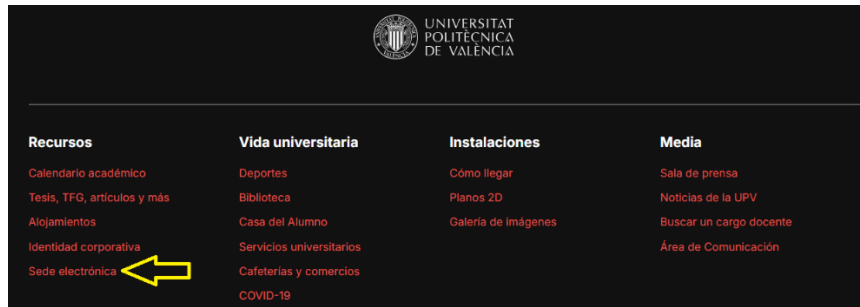 UNIVERSITAT
POLITÈCNICA
DE VALÈNCIA
Recursos
Calendario académico
Tesis, TFG, artículos y más
Alojamientos
Identidad corporativa
Sede electrónica
Vida universitaria
Deportes
Biblioteca
Casa del Alumno
Servicios universitarios
Cafeterías y comercios
COVID-19
Instalaciones
Cómo llegar
Planos 2D
Galería de imágenes
Media
Sala de prensa
Noticias de la UPV
Buscar un cargo docente
Área de Comunicación